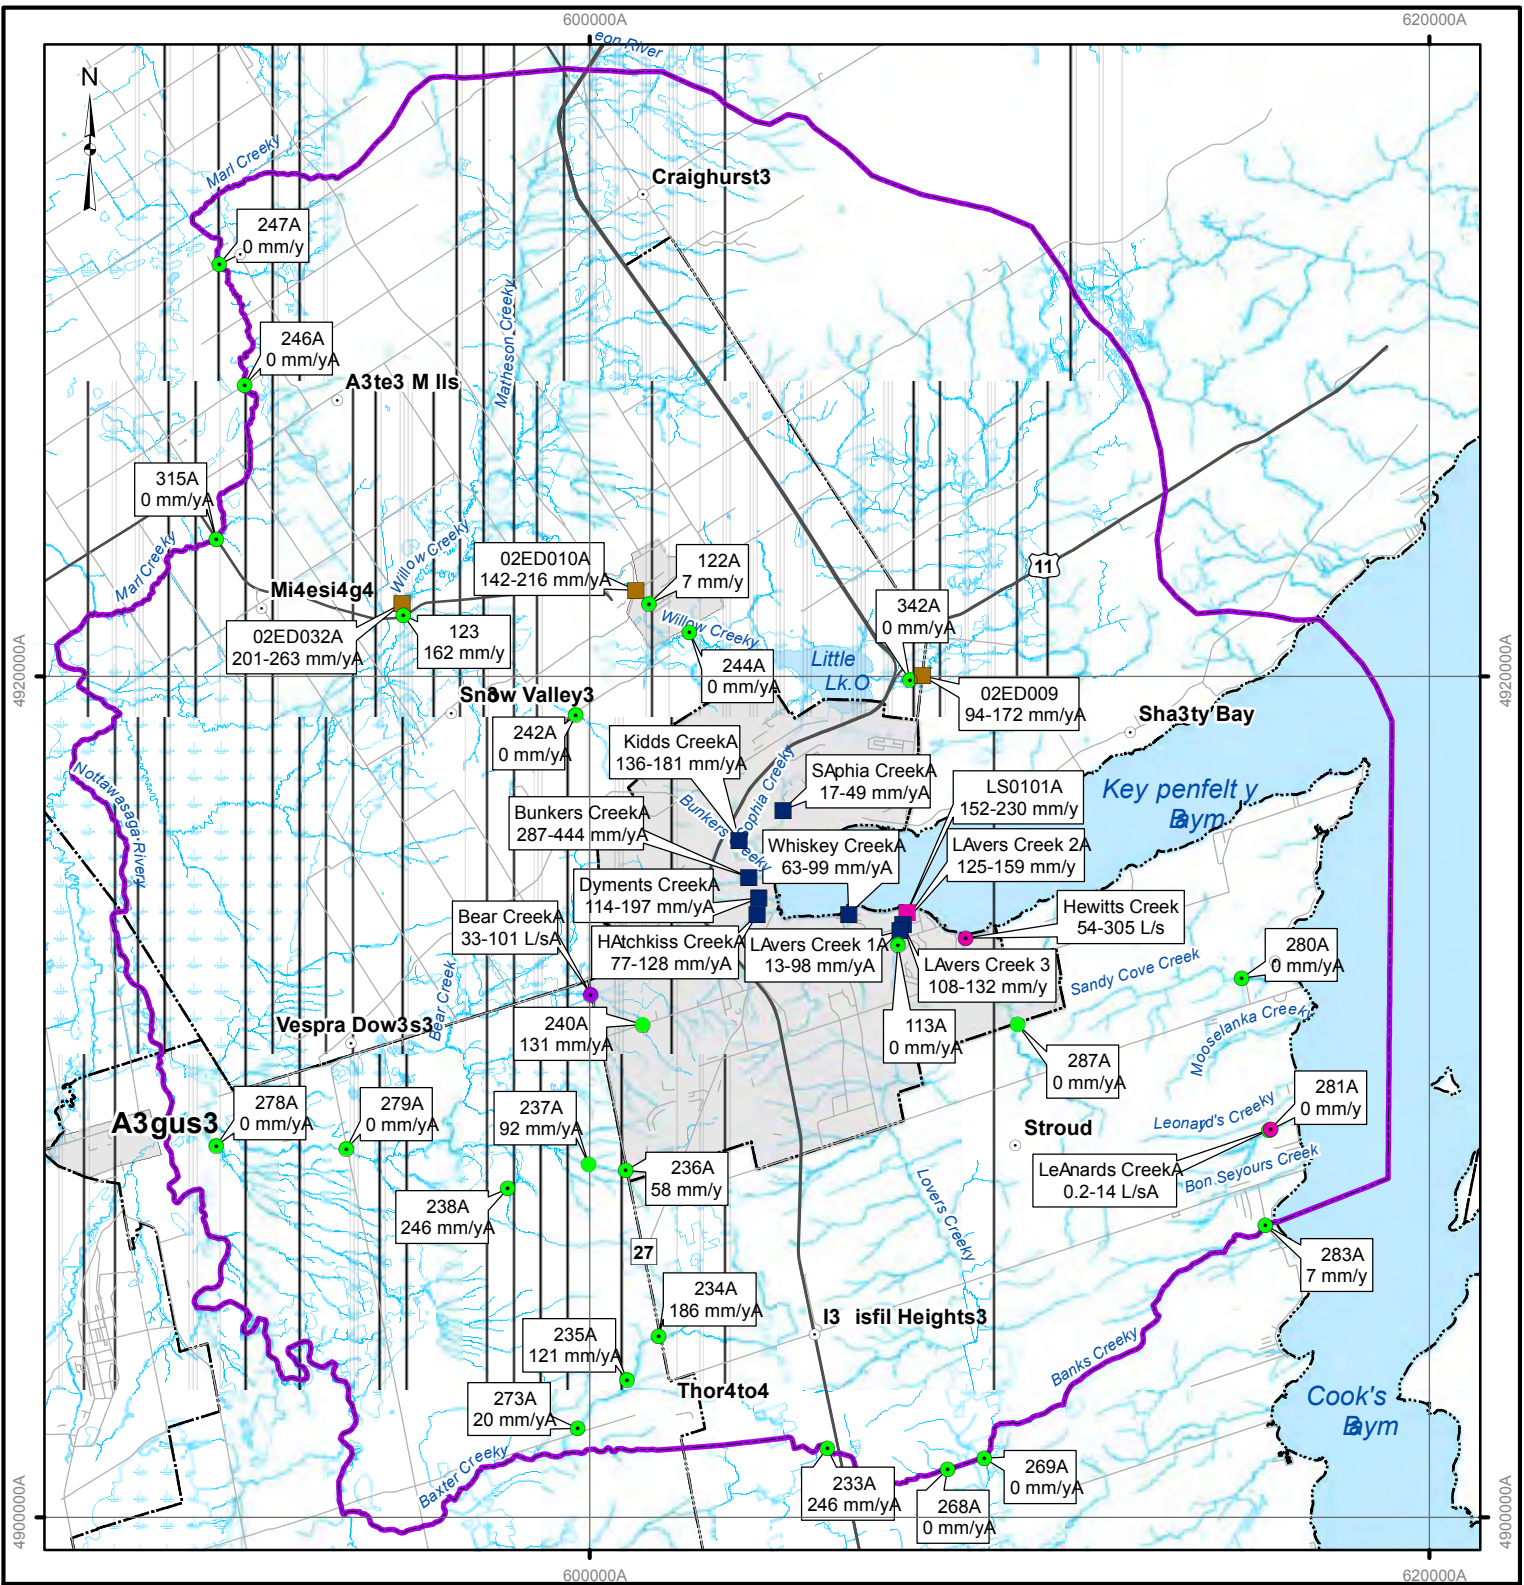 600000A
620000A
eon River
N
Marl Creeky
Craighurst3
247A
0 mm/y
Matheson Creeky
246A
0 mm/yA
A3te3 M lls
315A
0 mm/yA
Marl Creeky
Willow Creeky
02ED010A
142-216 mm/yA
122A
7 mm/y
11
Mi4esi4g4
342A
0 mm/yA
02ED032A
201-263 mm/yA
123
162 mm/y
Willow Creeky
Little
Lk.O
244A
0 mm/yA
4920000A
4920000A
02ED009
94-172 mm/yA
Snow Valley3
Sha3ty Bay
242A
0 mm/yA
Kidds CreekA
136-181 mm/yA
Sophia Creeky
SAphia CreekA
17-49 mm/yA
LS0101A
152-230 mm/y
Key penfelt y
Baym
Nottawasaga Rivery
Bunkers CreekA
287-444 mm/yA
Bunkers Creeky
Whiskey CreekA
63-99 mm/yA
LAvers Creek 2A
125-159 mm/y
Dyments CreekA
114-197 mm/yA
Hewitts Creek
54-305 L/s
Bear CreekA
33-101 L/sA
HAtchkiss CreekA
77-128 mm/yA
LAvers Creek 1A
13-98 mm/yA
LAvers Creek 3
108-132 mm/y
280A
0 mm/yA
Sandy Cove Creek
Bear Creek
Vespra Dow3s3
240A
131 mm/yA
113A
0 mm/yA
Mooselanka Creeky
287A
0 mm/yA
A3gus3
278A
0 mm/yA
279A
0 mm/yA
237A
92 mm/yA
Stroud
Leonard's Creeky
281A
0 mm/y
236A
58 mm/y
LeAnards CreekA
0.2-14 L/sA
Bon Seyours Creek
238A
246 mm/yA
Lovers Creeky
27
283A
7 mm/y
234A
186 mm/yA
I3 isfil Heights3
235A
121 mm/yA
Banks Creeky
Thor4to4
273A
20 mm/yA
Cook's
Baym
Baxter Creeky
233A
246 mm/yA
268A
0 mm/yA
269A
0 mm/yA
4900000A
4900000A
600000A
620000A